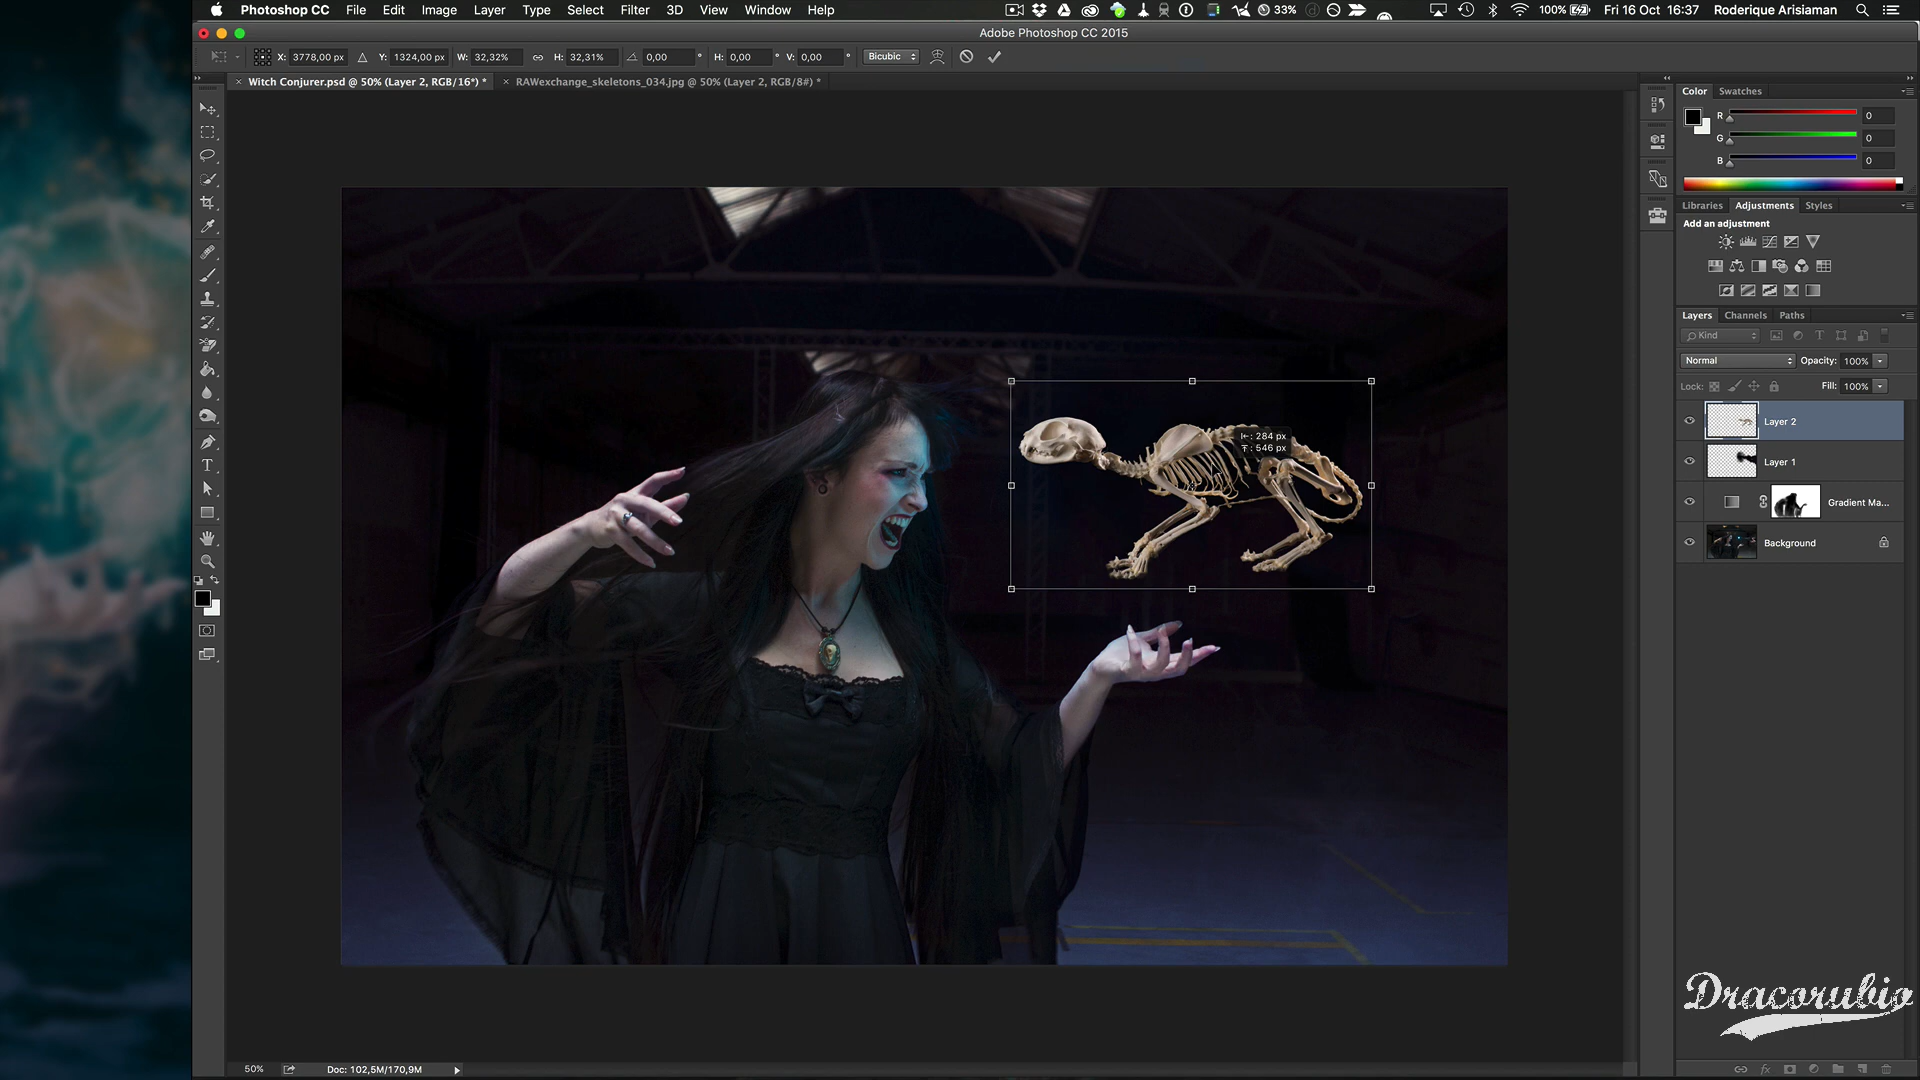 Photoshop CC File Edit Image Layer Type Select Filter 3D View Window Help 33% 100% Fri 16 Oct 16:37 Roderique Arisiaman
Adobe Photoshop CC 2015
X: 3778,00 px Y: 1324,00 px W: 32,32% H: 32,31% 0,00 ° H: 0,00 ° V: 0,00 ° Bicubic
× Witch Conjurer.psd @ 50% (Layer 2, RGB/16*) * × RAWexchange_skeletons_034.jpg @ 50% (Layer 2, RGB/8#) *
Color Swatches
R 0
G 0
B 0
Libraries Adjustments Styles
Add an adjustment
Layers Channels Paths
Kind
Normal Opacity: 100%
Lock: Fill: 100%
Layer 2
Layer 1
Gradient Ma...
Background
: 284 px
: 546 px
Dracorubio
50% Doc: 102,5M/170,9M